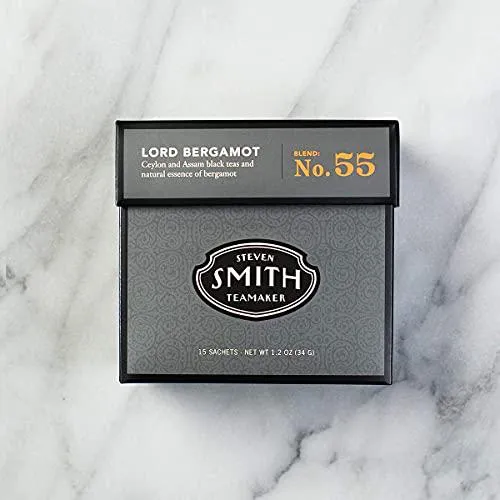 LORD BERGAMOT
Ceylon and Assam black teas and
natural essence of bergamot
BLEND:
No. 55
STEVEN
SMITH
TEAMAKER
15 SACHETS - NET WT 1.2 OZ (34 G)